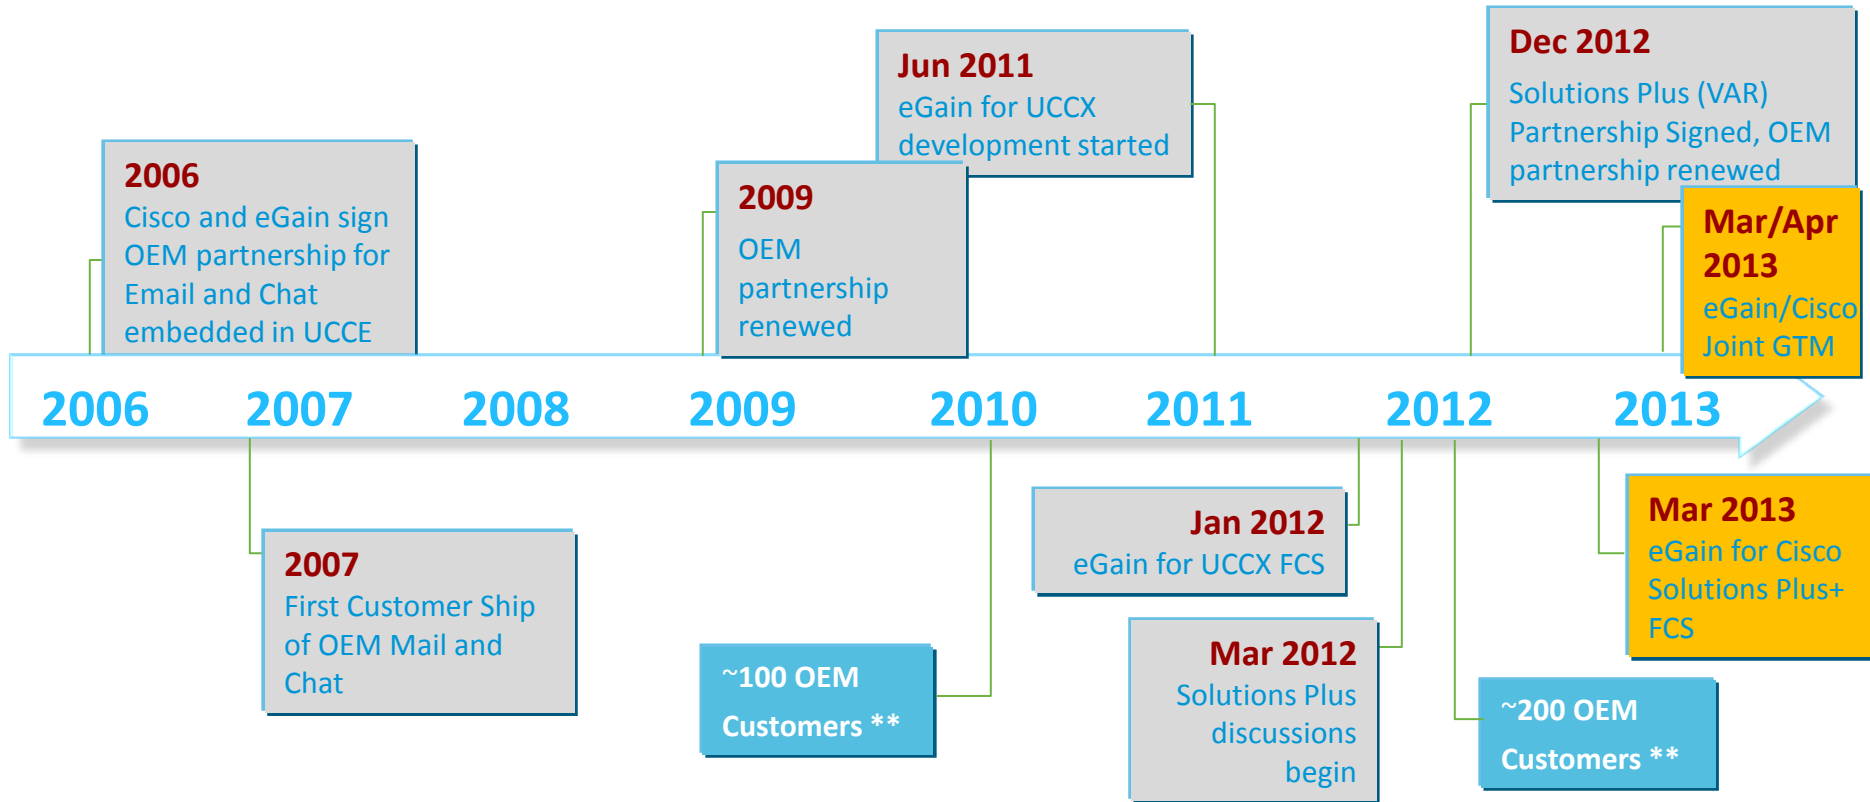 2006
Cisco and eGain sign
OEM partnership for
Email and Chat
embedded in UCCE
2009
OEM
partnership
renewed
Jun 2011
eGain for UCCX
development started
Dec 2012
Solutions Plus (VAR)
Partnership Signed, OEM
partnership renewed
Mar/Apr
2013
eGain/Cisco
Joint GTM
2006 2007 2008 2009 2010 2011 2012 2013
2007
First Customer Ship
of OEM Mail and
Chat
~100 OEM
Customers **
Jan 2012
eGain for UCCX FCS
Mar 2012
Solutions Plus
discussions
begin
~200 OEM
Customers **
Mar 2013
eGain for Cisco
Solutions Plus+
FCS